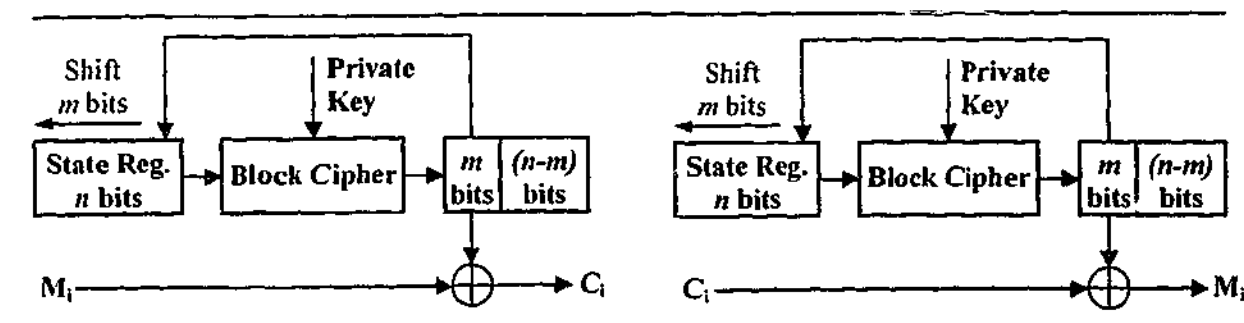 Shift
m bits
Private
Key
State Reg.
n bits
Block Cipher
m
bits
(n-m)
bits
Mi
Ci
Shift
m bits
Private
Key
State Reg.
n bits
Block Cipher
m
bits
(n-m)
bits
Ci
Mi